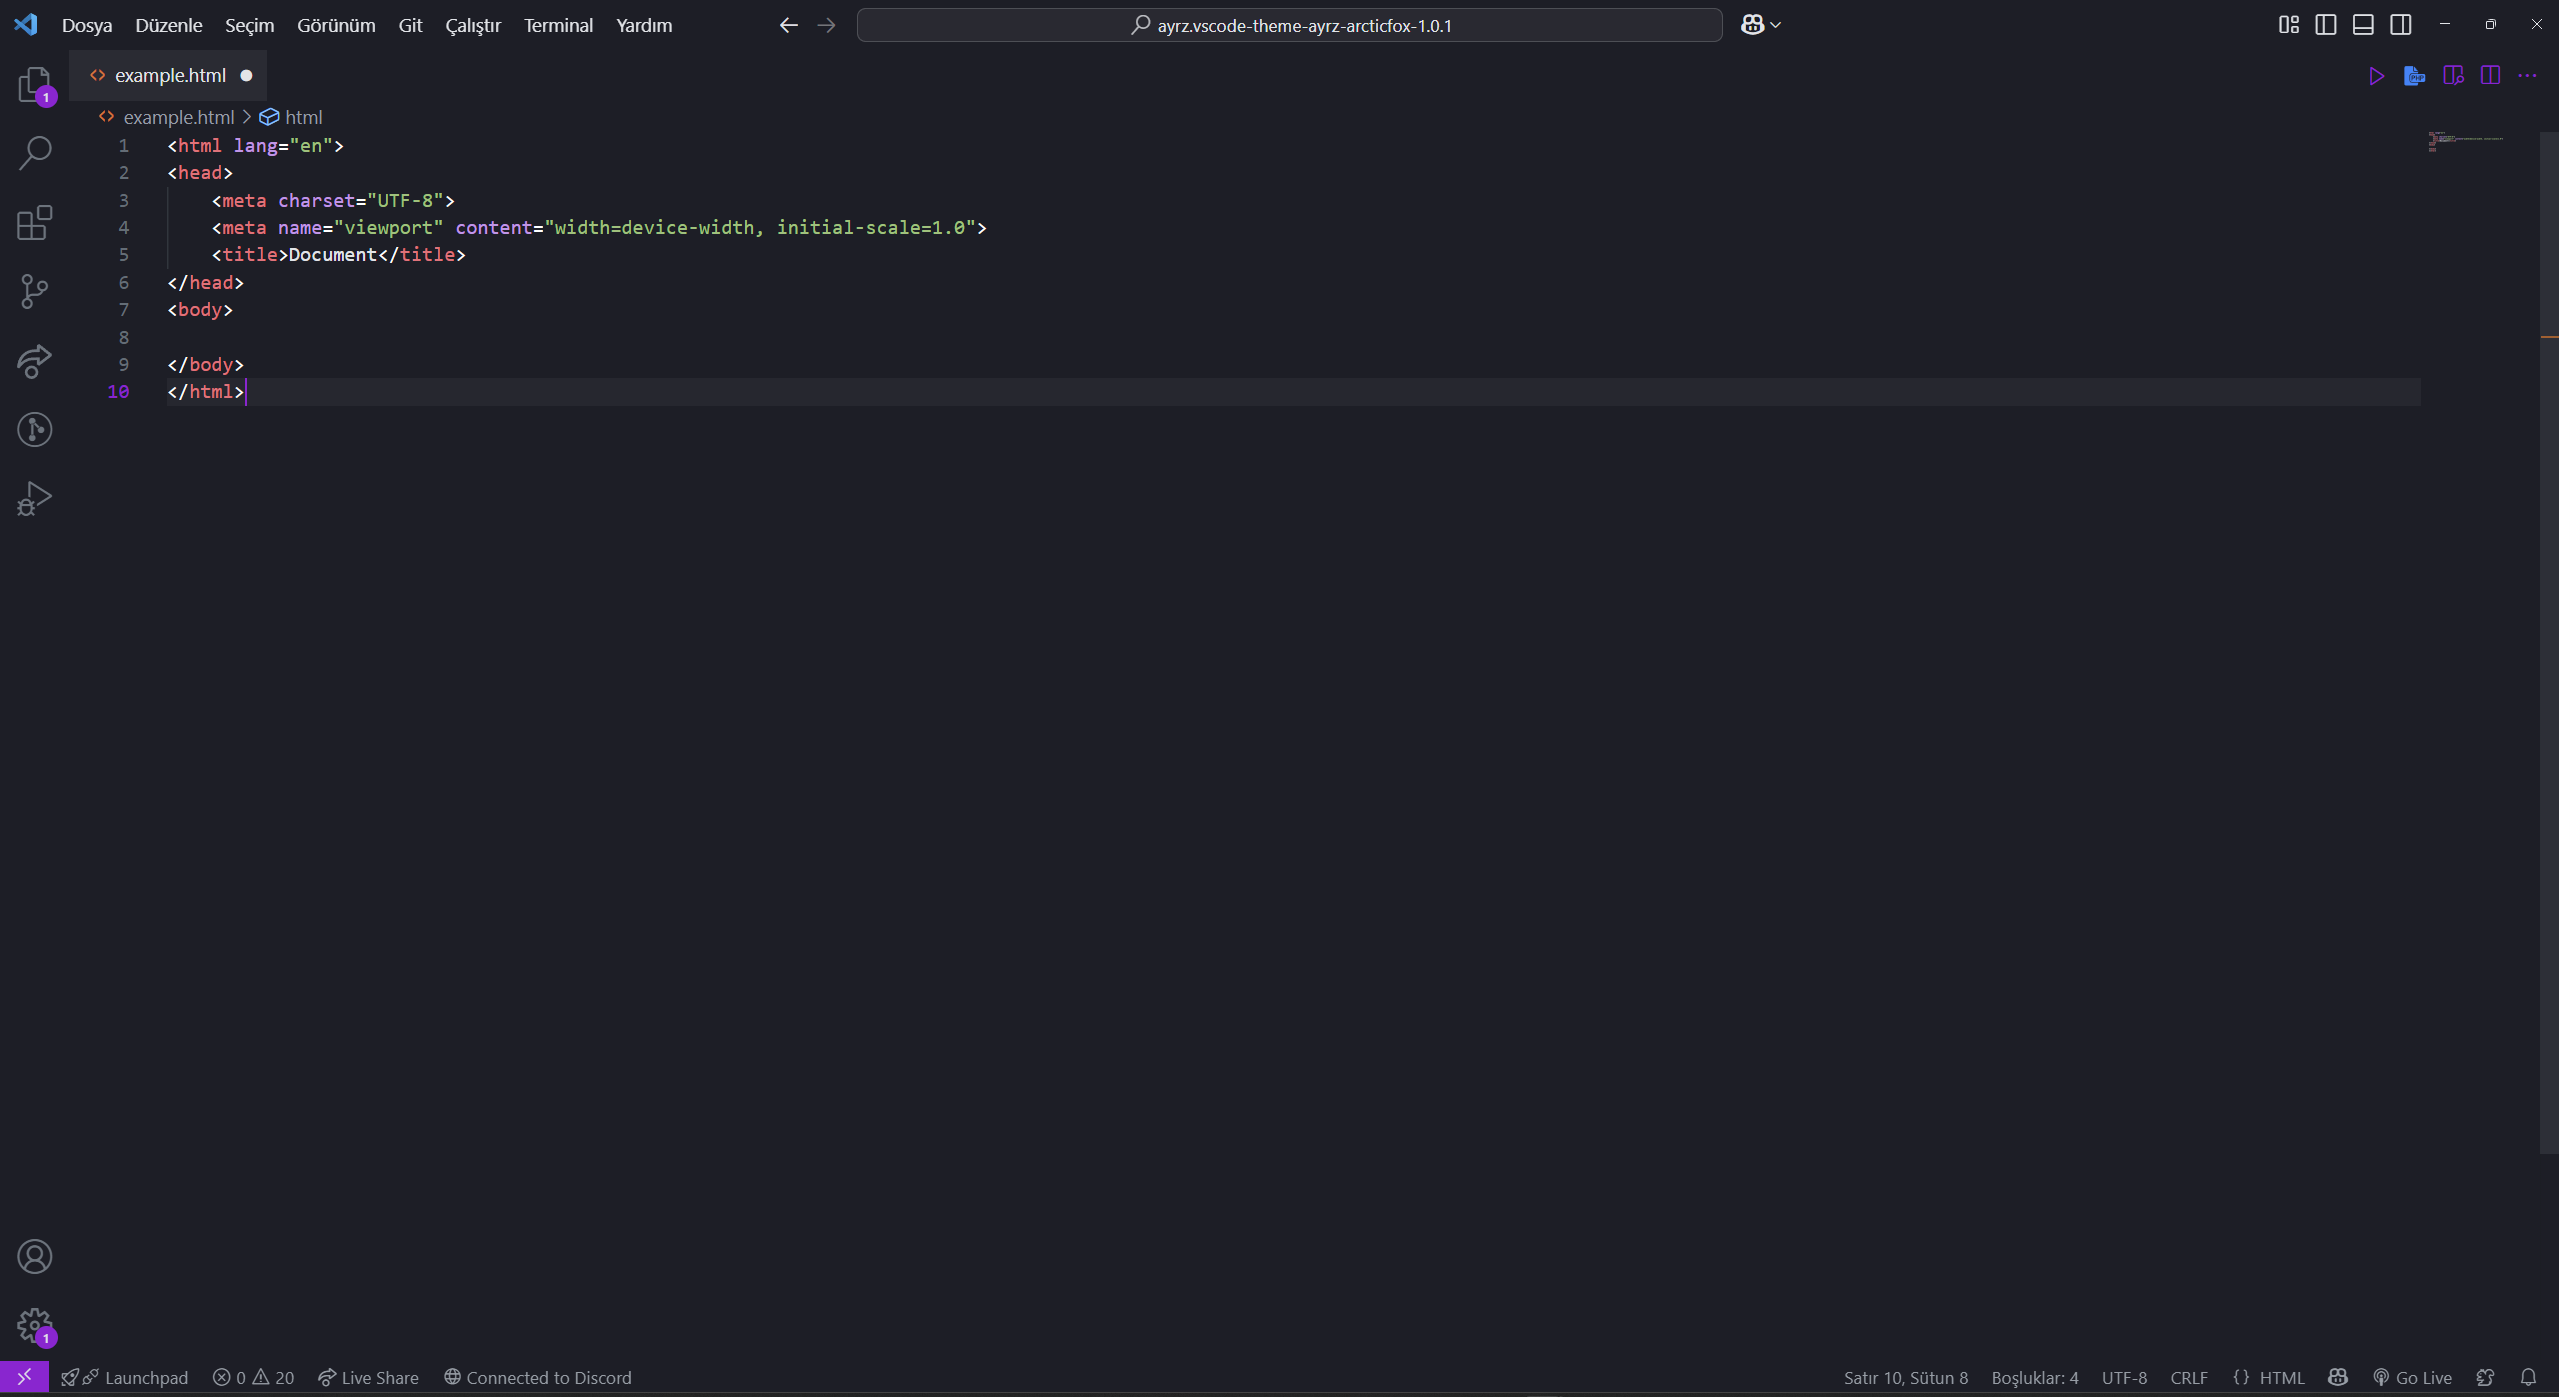 Dosya Düzenle Seçim Görünüm Git Çalıştır Terminal Yardım
ayrz.vscode-theme-ayrz-arcticfox-1.0.1
example.html
PHP
example.html > html
1 <html lang="en">
2 <head>
3     <meta charset="UTF-8">
4     <meta name="viewport" content="width=device-width, initial-scale=1.0">
5     <title>Document</title>
6 </head>
7 <body>
8
9 </body>
10 </html>
1
1
Launchpad 0 20 Live Share Connected to Discord Satır 10, Sütun 8 Boşluklar: 4 UTF-8 CRLF {} HTML Go Live